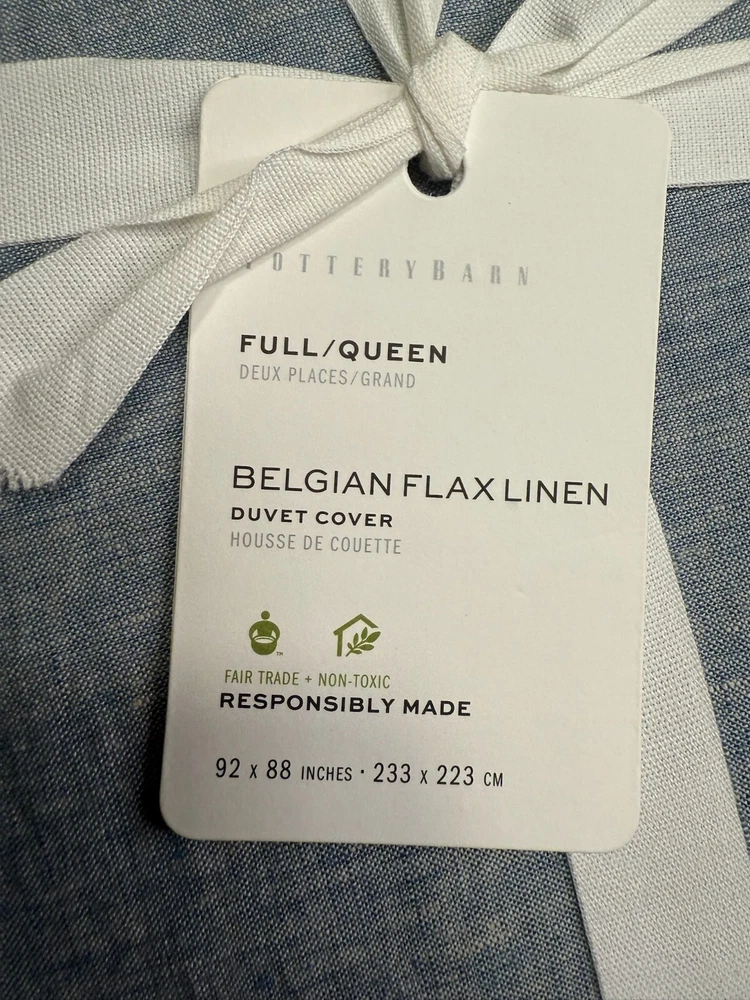 POTTERYBARN
FULL/QUEEN
DEUX PLACES/GRAND
BELGIAN FLAX LINEN
DUVET COVER
HOUSSE DE COUETTE
TM
FAIR TRADE + NON-TOXIC
RESPONSIBLY MADE
92 x 88 INCHES · 233 x 223 CM